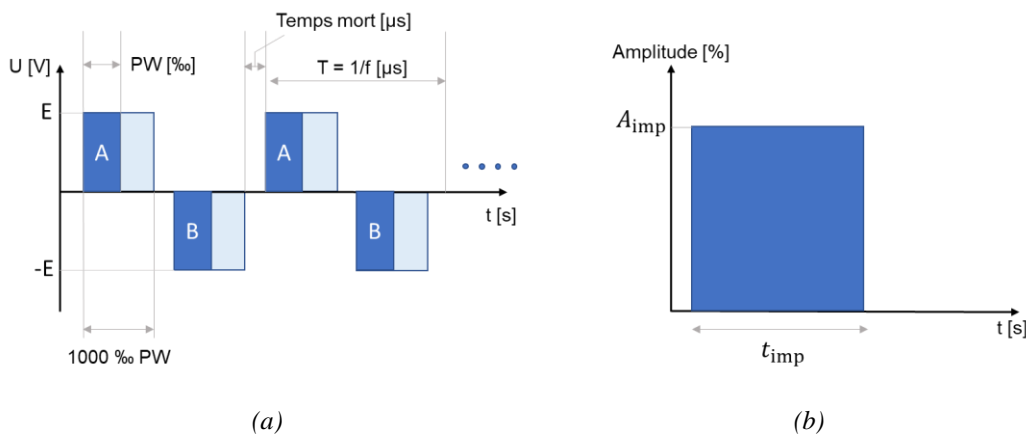 Temps mort [µs]
U [V]
PW [‰]
T = 1/f [µs]
E
A
A
B
B
t [s]
-E
1000 ‰ PW
(a)
Amplitude [%]
A_imp
t [s]
t_imp
(b)